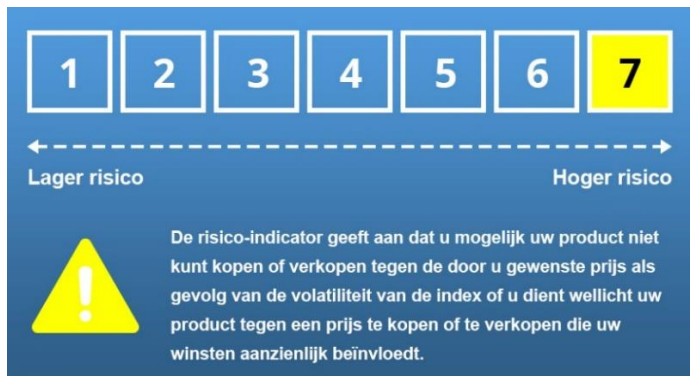 1 2 3 4 5 6 7
Lager risico Hoger risico
De risico-indicator geeft aan dat u mogelijk uw product niet
kunt kopen of verkopen tegen de door u gewenste prijs als
gevolg van de volatiliteit van de index of u dient wellicht uw
product tegen een prijs te kopen of te verkopen die uw
winsten aanzienlijk beïnvloedt.